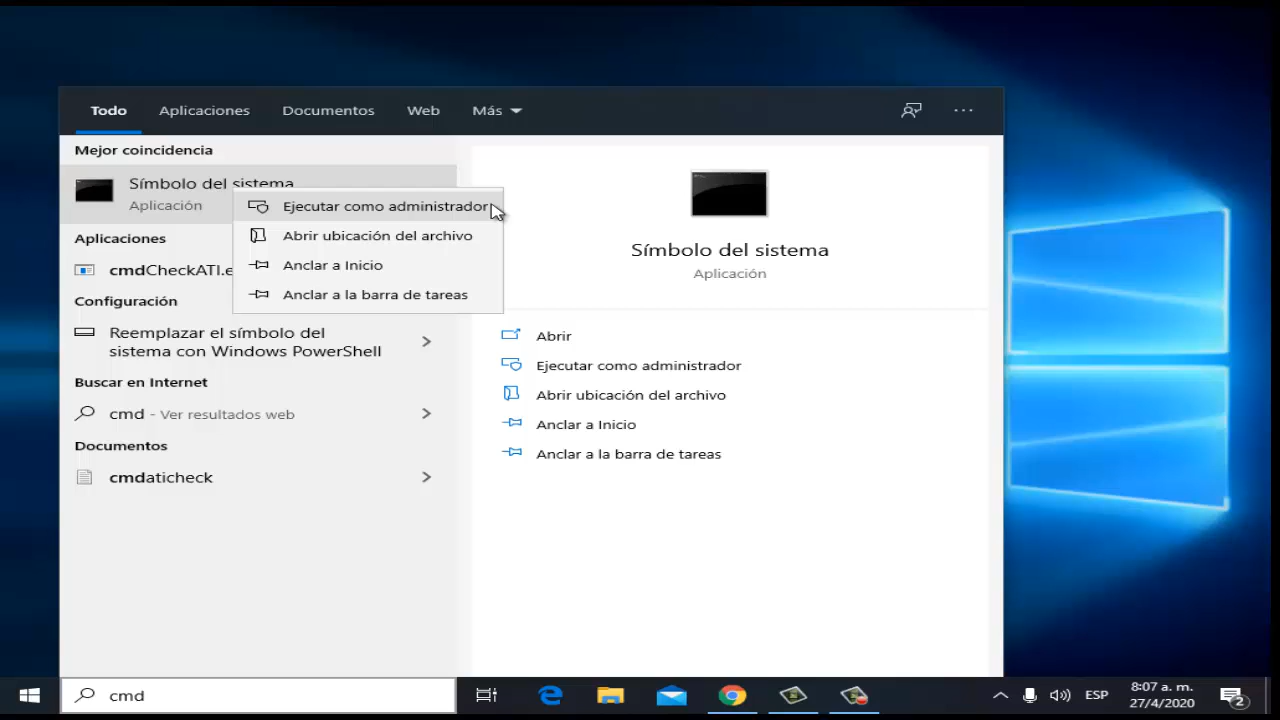 Todo Aplicaciones Documentos Web Más
Mejor coincidencia
Símbolo del sistema
Aplicación
Ejecutar como administrador
Abrir ubicación del archivo
Anclar a Inicio
Anclar a la barra de tareas
Aplicaciones
cmdCheckATI.e
Configuración
Reemplazar el símbolo del
sistema con Windows PowerShell
Buscar en Internet
cmd - Ver resultados web
Documentos
cmdaticheck
Símbolo del sistema
Aplicación
Abrir
Ejecutar como administrador
Abrir ubicación del archivo
Anclar a Inicio
Anclar a la barra de tareas
cmd
ESP
8:07 a. m.
27/4/2020
2